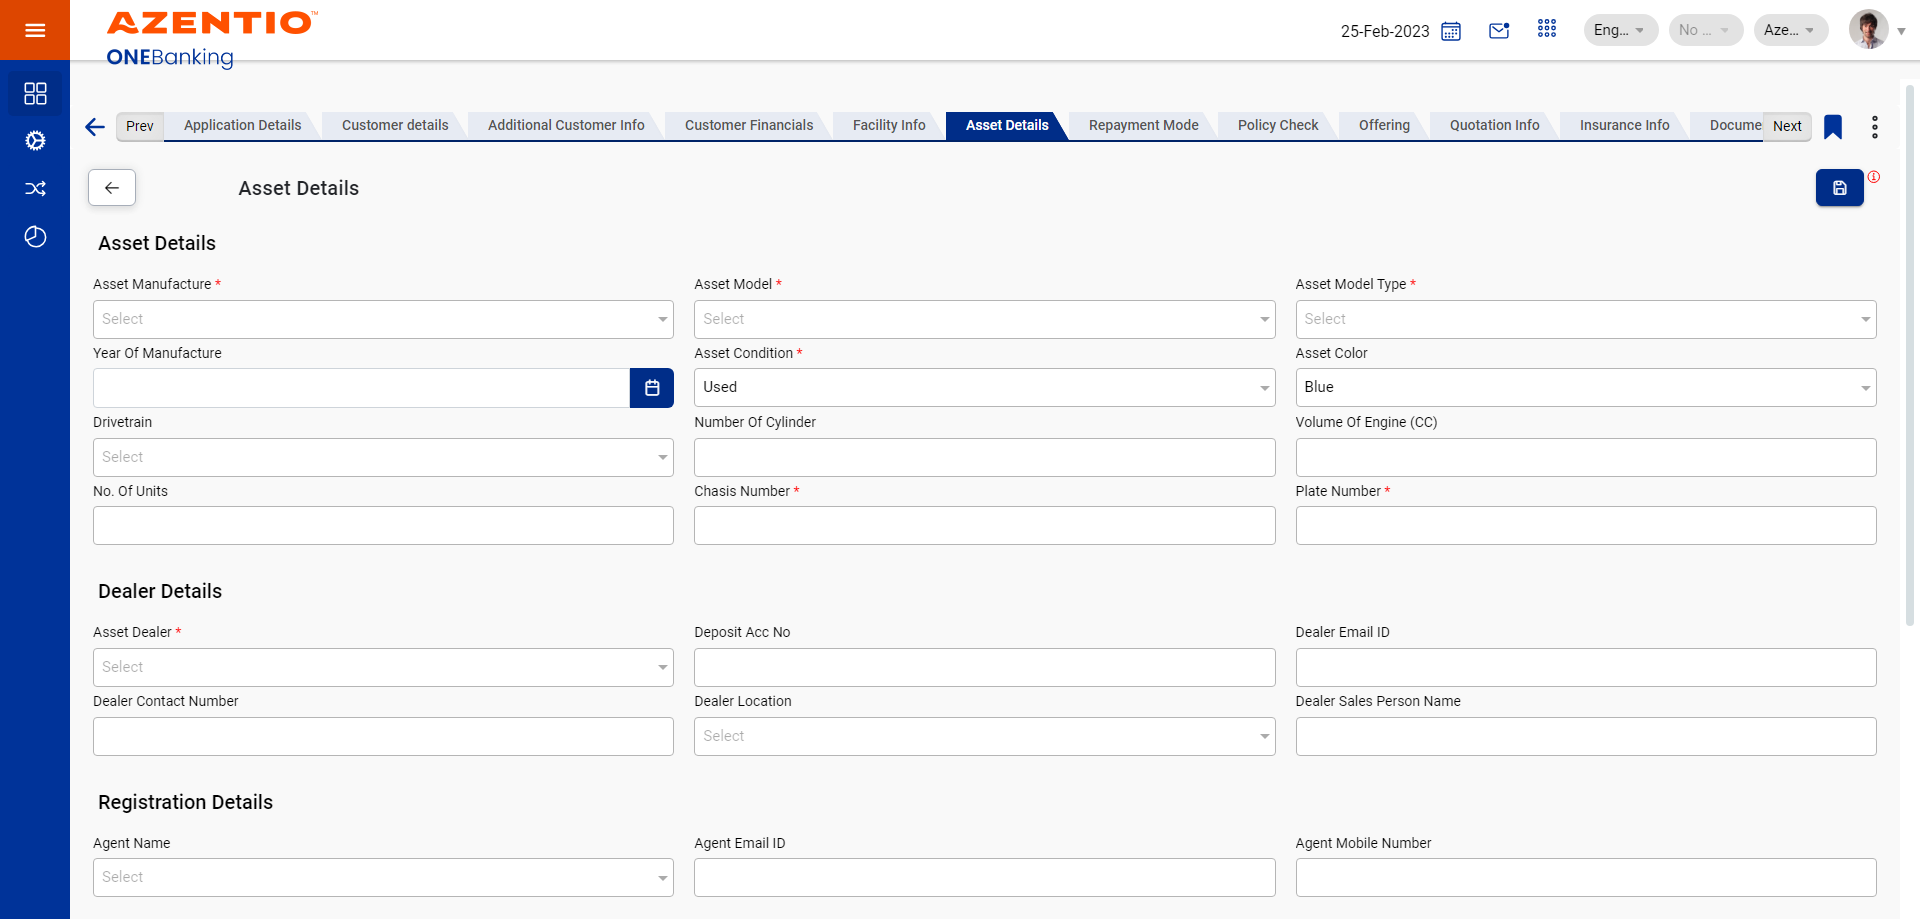 AZENTIO™
ONEBanking
25-Feb-2023
Eng...
No ...
Aze...
Prev
Application Details
Customer details
Additional Customer Info
Customer Financials
Facility Info
Asset Details
Repayment Mode
Policy Check
Offering
Quotation Info
Insurance Info
Docume
Next
Asset Details
Asset Details
Asset Manufacture *
Asset Model *
Asset Model Type *
Select
Select
Select
Year Of Manufacture
Asset Condition *
Asset Color
Used
Blue
Drivetrain
Number Of Cylinder
Volume Of Engine (CC)
Select
No. Of Units
Chasis Number *
Plate Number *
Dealer Details
Asset Dealer *
Deposit Acc No
Dealer Email ID
Select
Dealer Contact Number
Dealer Location
Dealer Sales Person Name
Select
Registration Details
Agent Name
Agent Email ID
Agent Mobile Number
Select